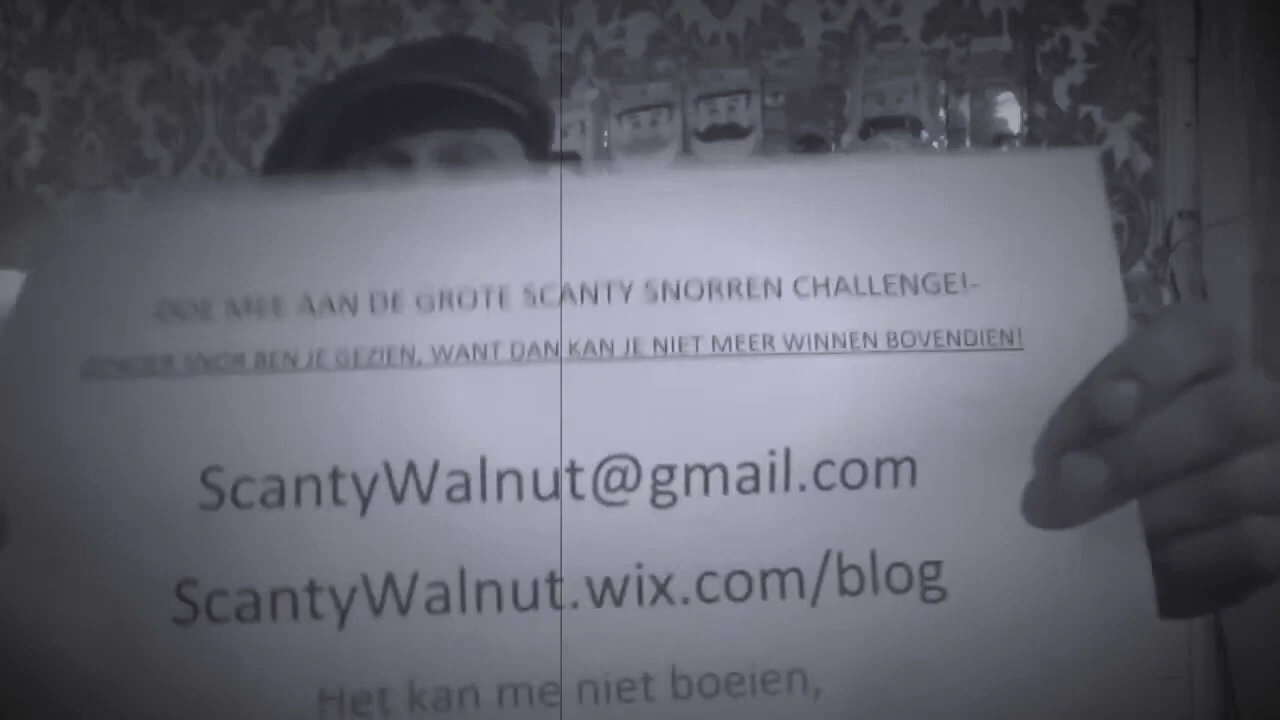 DOE MEE AAN DE GROTE SCANTY SNORREN CHALLENGE!-
ZONDER SNOR BEN JE GEZIEN, WANT DAN KAN JE NIET MEER WINNEN BOVENDIEN!
ScantyWalnut@gmail.com
ScantyWalnut.wix.com/blog
Het kan me niet boeien,